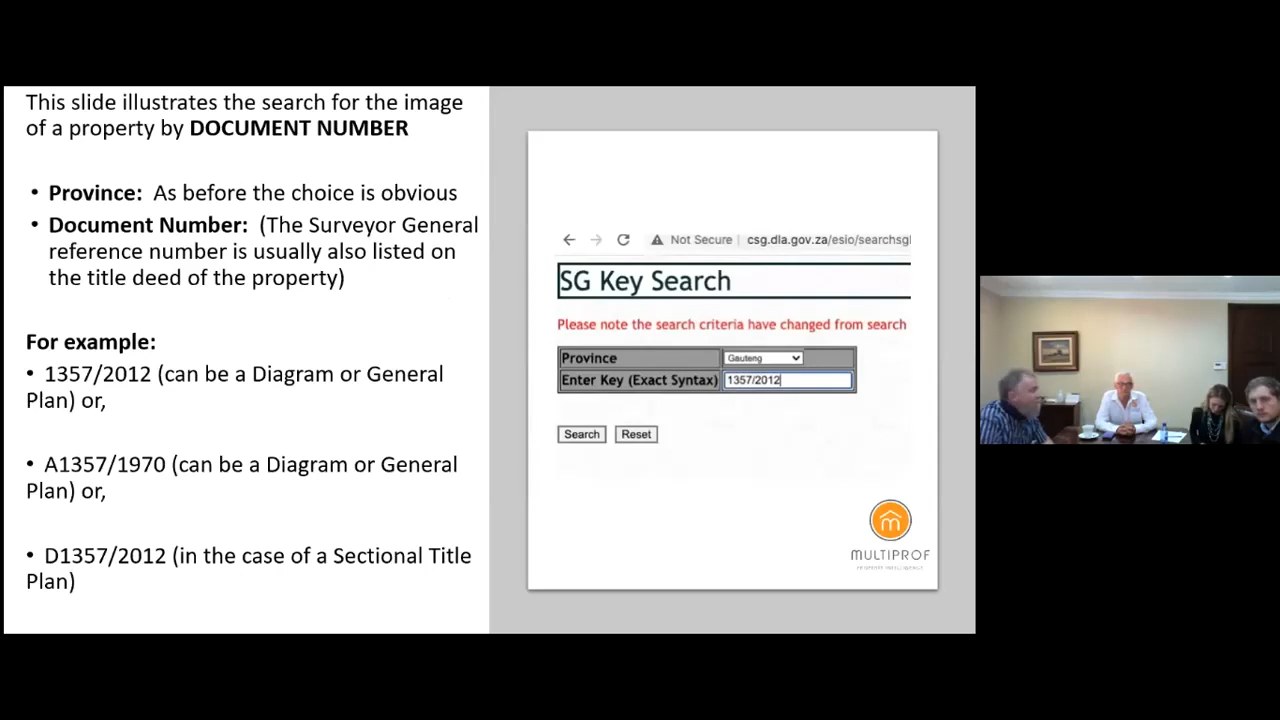 This slide illustrates the search for the image
of a property by DOCUMENT NUMBER
• Province: As before the choice is obvious
• Document Number: (The Surveyor General
reference number is usually also listed on
the title deed of the property)
For example:
• 1357/2012 (can be a Diagram or General
Plan) or,
• A1357/1970 (can be a Diagram or General
Plan) or,
• D1357/2012 (in the case of a Sectional Title
Plan)
Not Secure | csg.dla.gov.za/esio/searchsg
SG Key Search
Please note the search criteria have changed from search
Province Gauteng
Enter Key (Exact Syntax) 1357/2012
Search Reset
MULTIPROF
PROPERTY INTELLIGENCE